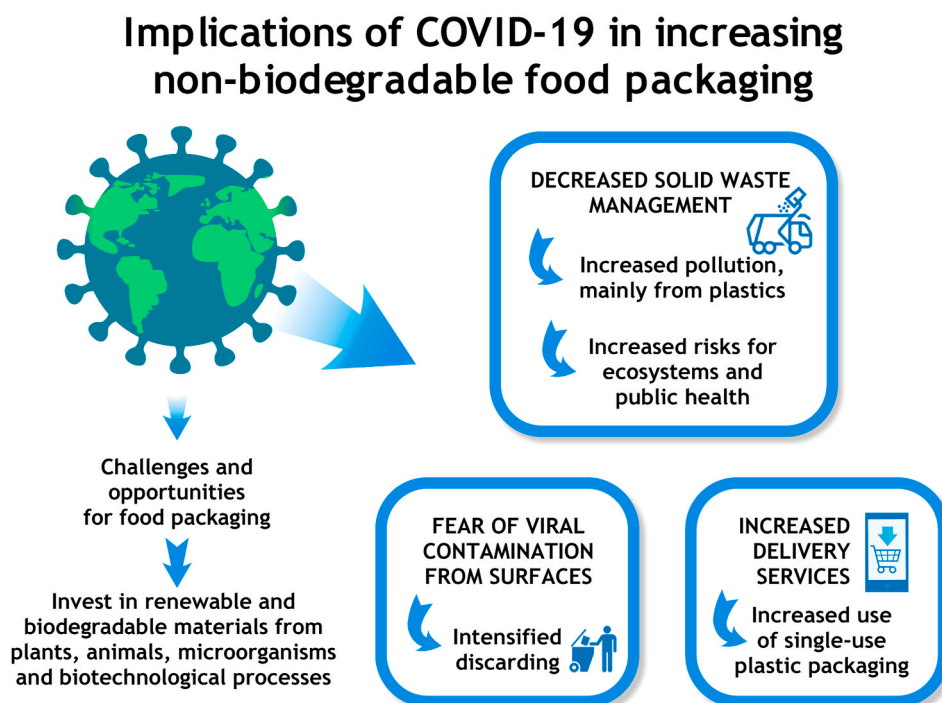 Implications of COVID-19 in increasing
non-biodegradable food packaging
DECREASED SOLID WASTE
MANAGEMENT
Increased pollution,
mainly from plastics
Increased risks for
ecosystems and
public health
Challenges and
opportunities
for food packaging
Invest in renewable and
biodegradable materials from
plants, animals, microorganisms
and biotechnological processes
FEAR OF VIRAL
CONTAMINATION
FROM SURFACES
Intensified
discarding
INCREASED
DELIVERY
SERVICES
Increased use
of single-use
plastic packaging